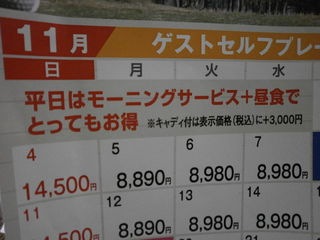 11月 ゲストセルフプレー
日 月 火 水
平日はモーニングサービス+昼食で
とってもお得 ※キャディ付は表示価格(税込)に+3,000円
4 5 6 7
14,500円 8,890円 8,980円 8,980円
11 12 13 14
4,500円 8,890円 8,980円 8,980円